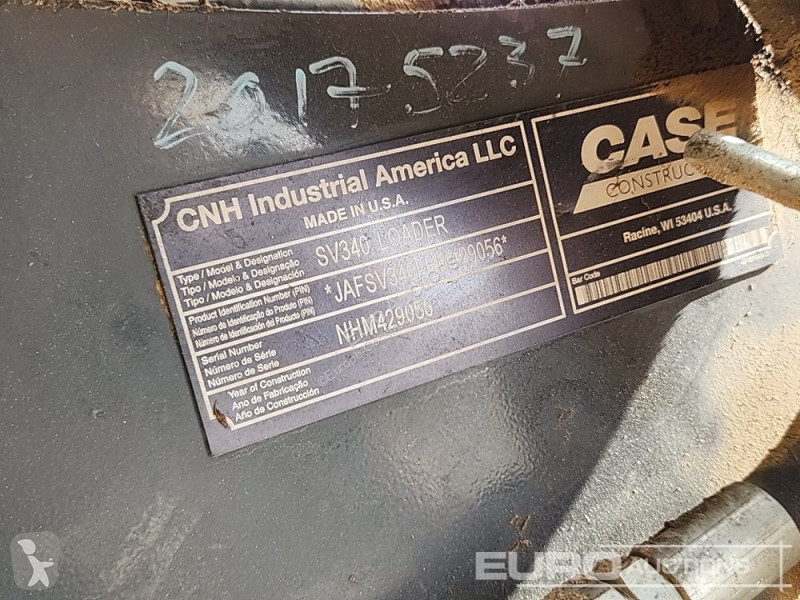 2017 5237
CNH Industrial America LLC
MADE IN U.S.A.
Type / Model & Designation
Tipo / Modelo & Designação
Tipo / Modelo & Designación
SV340 LOADER
Product Identification Number (PIN)
Número de Identificação de Produto (PIN)
Número de Identificación de Producto (PIN)
Serial Number
Número de Série
Número de Serie
NHM429056
Year of Construction
Ano de Fabricação
Año de Construcción
CASE
CONSTRUC
Racine, WI 53404 U.S.A.
Bar Code
EURO AUCTIONS